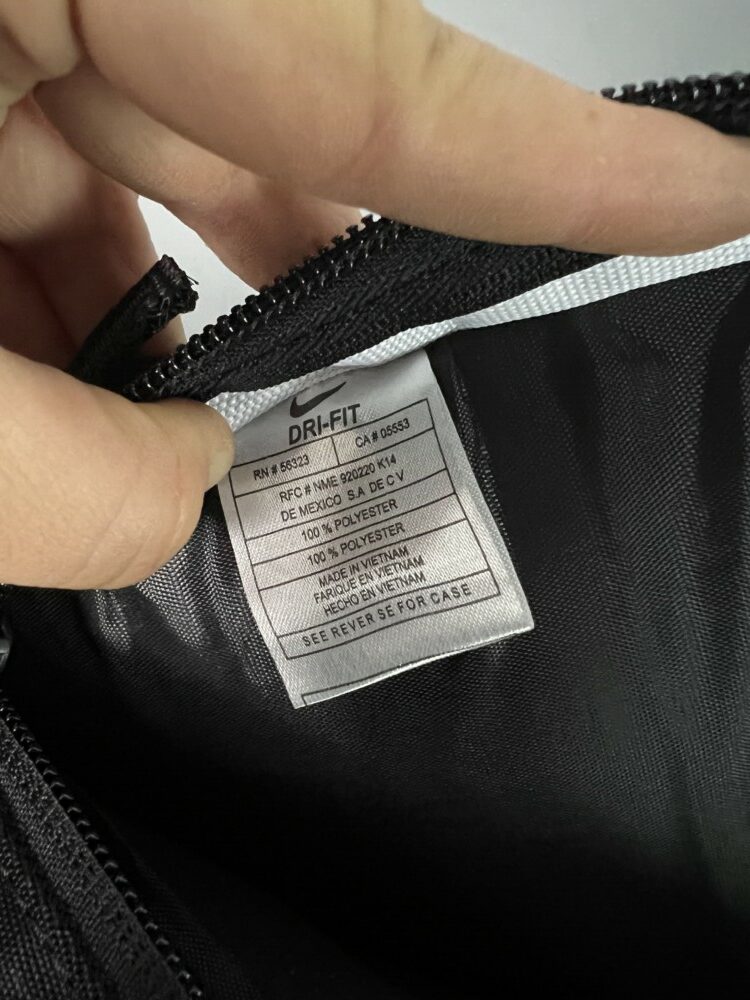 DRI-FIT
RN # 56323 CA # 05553
RFC # NME 920220 K14
DE MEXICO S.A DE C V
100 % POLYESTER
100 % POLYESTER
MADE IN VIETNAM
FARIQUE EN VIETNAM
HECHO EN VIETNAM
SEE REVER SE FOR CASE